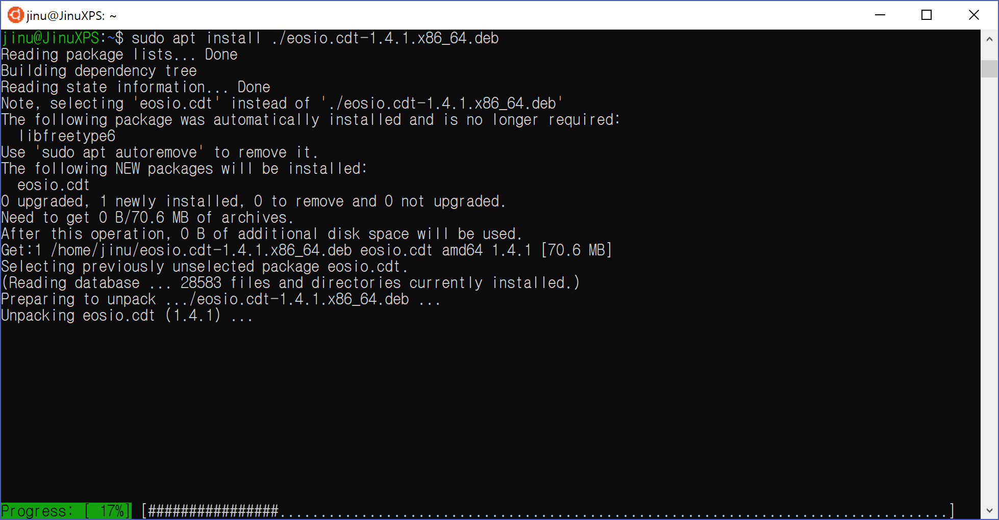 jinu@JinuXPS: ~
jinu@JinuXPS:~$ sudo apt install ./eosio.cdt-1.4.1.x86_64.deb
Reading package lists... Done
Building dependency tree
Reading state information... Done
Note, selecting 'eosio.cdt' instead of './eosio.cdt-1.4.1.x86_64.deb'
The following package was automatically installed and is no longer required:
  libfreetype6
Use 'sudo apt autoremove' to remove it.
The following NEW packages will be installed:
  eosio.cdt
0 upgraded, 1 newly installed, 0 to remove and 0 not upgraded.
Need to get 0 B/70.6 MB of archives.
After this operation, 0 B of additional disk space will be used.
Get:1 /home/jinu/eosio.cdt-1.4.1.x86_64.deb eosio.cdt amd64 1.4.1 [70.6 MB]
Selecting previously unselected package eosio.cdt.
(Reading database ... 28583 files and directories currently installed.)
Preparing to unpack .../eosio.cdt-1.4.1.x86_64.deb ...
Unpacking eosio.cdt (1.4.1) ...
Progress: [ 17%] [################..................................................................................]